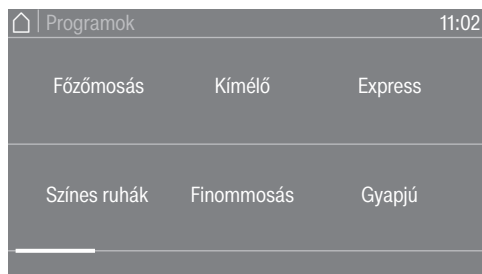 Programok 11:02
Főzőmosás Kímélő Express
Színes ruhák Finommosás Gyapjú